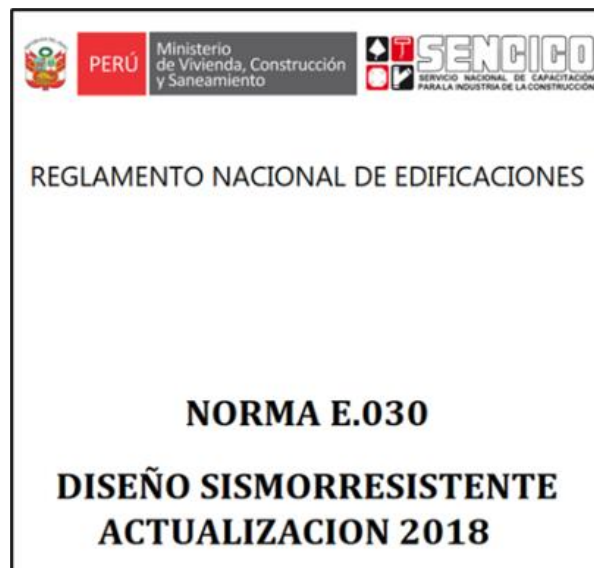 PERÚ
Ministerio
de Vivienda, Construcción
y Saneamiento
SENCICO
SERVICIO NACIONAL DE CAPACITACIÓN
PARA LA INDUSTRIA DE LA CONSTRUCCIÓN
REGLAMENTO NACIONAL DE EDIFICACIONES
NORMA E.030
DISEÑO SISMORRESISTENTE
ACTUALIZACION 2018